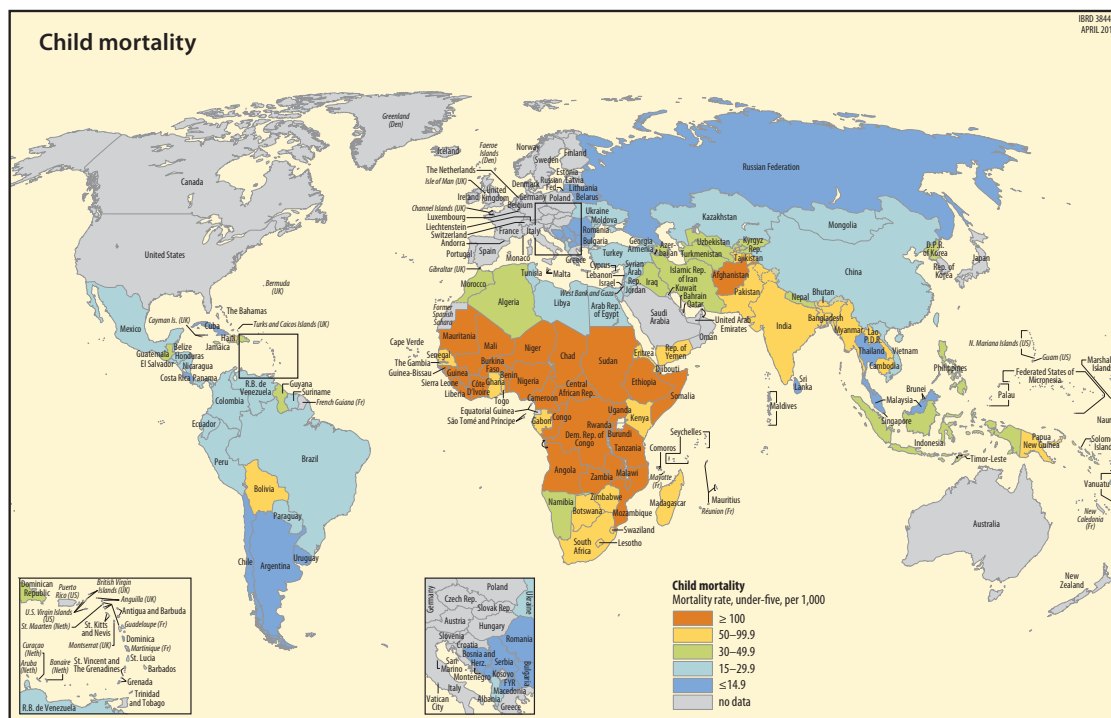 IBRD 3844
APRIL 201
Child mortality
Greenland
(Den)
Faeroe
Islands
(Den)
Iceland
Norway
Sweden
Finland
Russian Federation
Canada
The Netherlands
Isle of Man (UK)
Denmark
Estonia
Latvia
Russian
Fed.
Lithuania
United
Kingdom
Ireland
Germany
Poland
Belarus
Belgium
Channel Islands (UK)
Luxembourg
Liechtenstein
Switzerland
Andorra
France
Italy
Ukraine
Moldova
Romania
Bulgaria
Kazakhstan
Mongolia
United States
Portugal
Spain
Monaco
Greece
Georgia
Armenia
Azer-
baijan
Uzbekistan
Turkmenistan
Kyrgyz
Rep.
Tajikistan
D.P.R.
of Korea
Rep. of
Korea
Japan
Gibraltar (UK)
Malta
Turkey
Cyprus
Lebanon
Israel
Syrian
Arab
Rep.
Jordan
Iraq
Islamic Rep.
of Iran
Afghanistan
China
Bermuda
(UK)
Morocco
Tunisia
West Bank and Gaza
Kuwait
Bahrain
Qatar
Pakistan
Nepal
Bhutan
Algeria
Libya
Arab Rep.
of Egypt
Saudi
Arabia
United Arab
Emirates
Oman
India
Bangladesh
Myanmar
Lao
P.D.R.
Former
Spanish
Sahara
The Bahamas
Cayman Is. (UK)
Cuba
Turks and Caicos Islands (UK)
Mexico
Belize
Jamaica
Haiti
Guatemala
Honduras
El Salvador
Nicaragua
Costa Rica
Panama
Cape Verde
Mauritania
Mali
Niger
Chad
Sudan
Eritrea
Rep. of
Yemen
Djibouti
Thailand
Vietnam
Cambodia
Philippines
N. Mariana Islands (US)
Guam (US)
Marshall
Islands
Federated States of
Micronesia
Palau
Senegal
The Gambia
Guinea-Bissau
Guinea
Sierra Leone
Liberia
Burkina
Faso
Côte
D'Ivoire
Ghana
Togo
Benin
Nigeria
Cameroon
Central
African Rep.
Ethiopia
Somalia
R.B. de
Venezuela
Guyana
Suriname
French Guiana (Fr)
Colombia
Ecuador
Equatorial Guinea
São Tomé and Príncipe
Gabon
Congo
Dem. Rep. of
Congo
Uganda
Rwanda
Burundi
Kenya
Tanzania
Sri
Lanka
Maldives
Brunei
Malaysia
Singapore
Indonesia
Timor-Leste
Papua
New Guinea
Nauru
Solomon
Islands
Peru
Brazil
Bolivia
Paraguay
Chile
Argentina
Uruguay
Angola
Zambia
Malawi
Seychelles
Comoros
Mayotte
(Fr)
Namibia
Zimbabwe
Botswana
Mozambique
Madagascar
Mauritius
Réunion (Fr)
Swaziland
Lesotho
South
Africa
Vanuatu
New
Caledonia
(Fr)
Australia
New
Zealand
Dominican
Republic
Puerto
Rico (US)
British Virgin
Islands (UK)
Anguilla (UK)
U.S. Virgin Islands
(US)
St. Maarten (Neth)
Antigua and Barbuda
St. Kitts
and Nevis
Guadeloupe (Fr)
Montserrat (UK)
Dominica
Martinique (Fr)
St. Lucia
Barbados
Curaçao
(Neth)
Aruba
(Neth)
Bonaire
(Neth)
St. Vincent and The
Grenadines
Grenada
Trinidad
and Tobago
R.B. de Venezuela
Germany
Poland
Czech Rep.
Slovak Rep.
Ukraine
Austria
Hungary
Slovenia
Croatia
Romania
San
Marino
Bosnia and
Herz.
Serbia
Montenegro
Kosovo
FYR
Macedonia
Bulgaria
Italy
Vatican
City
Albania
Greece
Child mortality
Mortality rate, under-five, per 1,000
≥ 100
50–99.9
30–49.9
15–29.9
≤14.9
no data